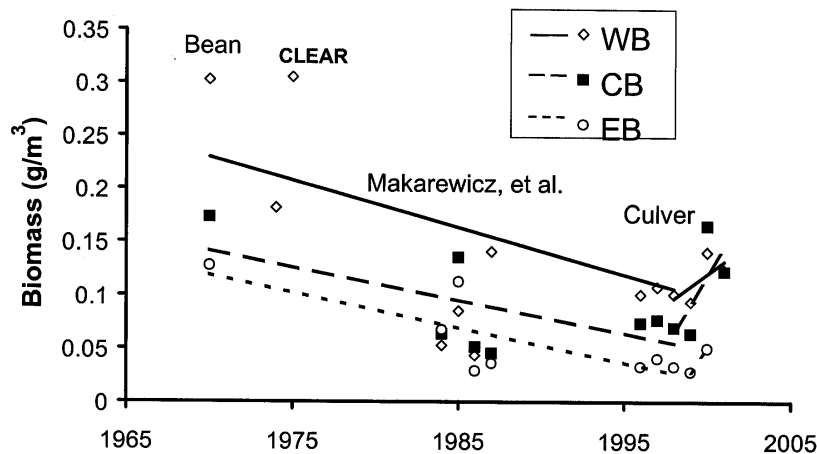 0.35
0.3
0.25
0.2
0.15
0.1
0.05
0
Biomass (g/m³)
1965
1975
1985
1995
2005
Bean
CLEAR
Makarewicz, et al.
Culver
WB
CB
EB